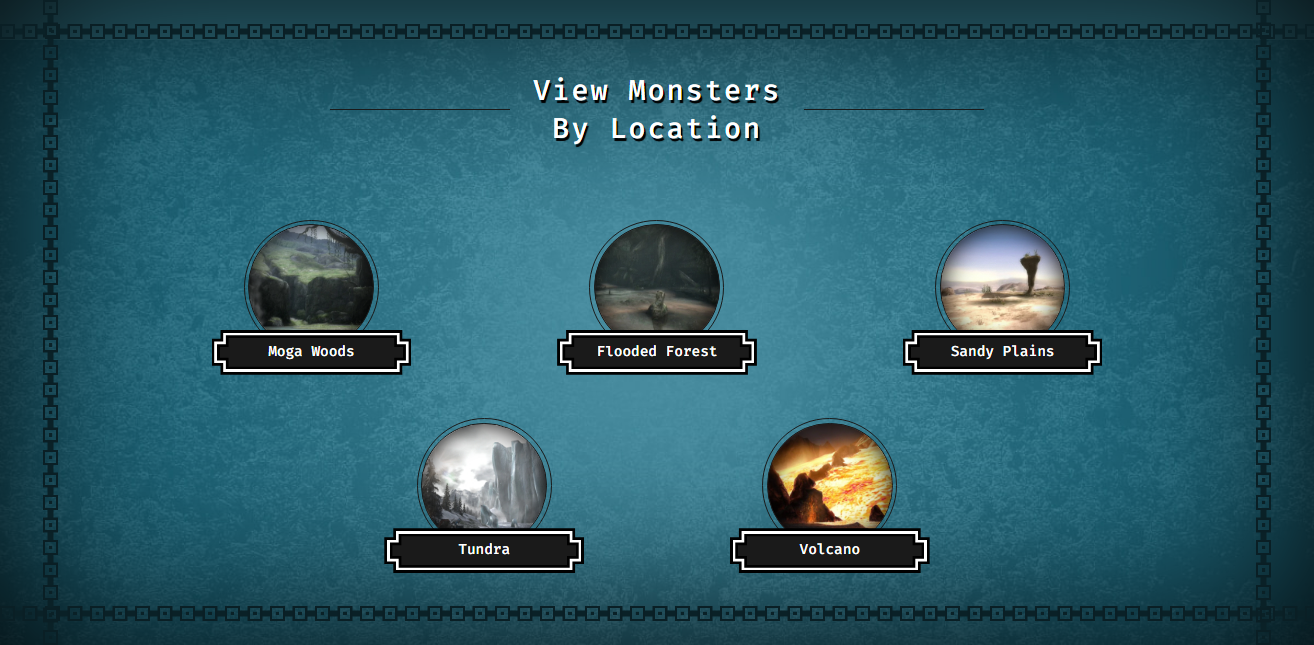 View Monsters
By Location
Moga Woods
Flooded Forest
Sandy Plains
Tundra
Volcano